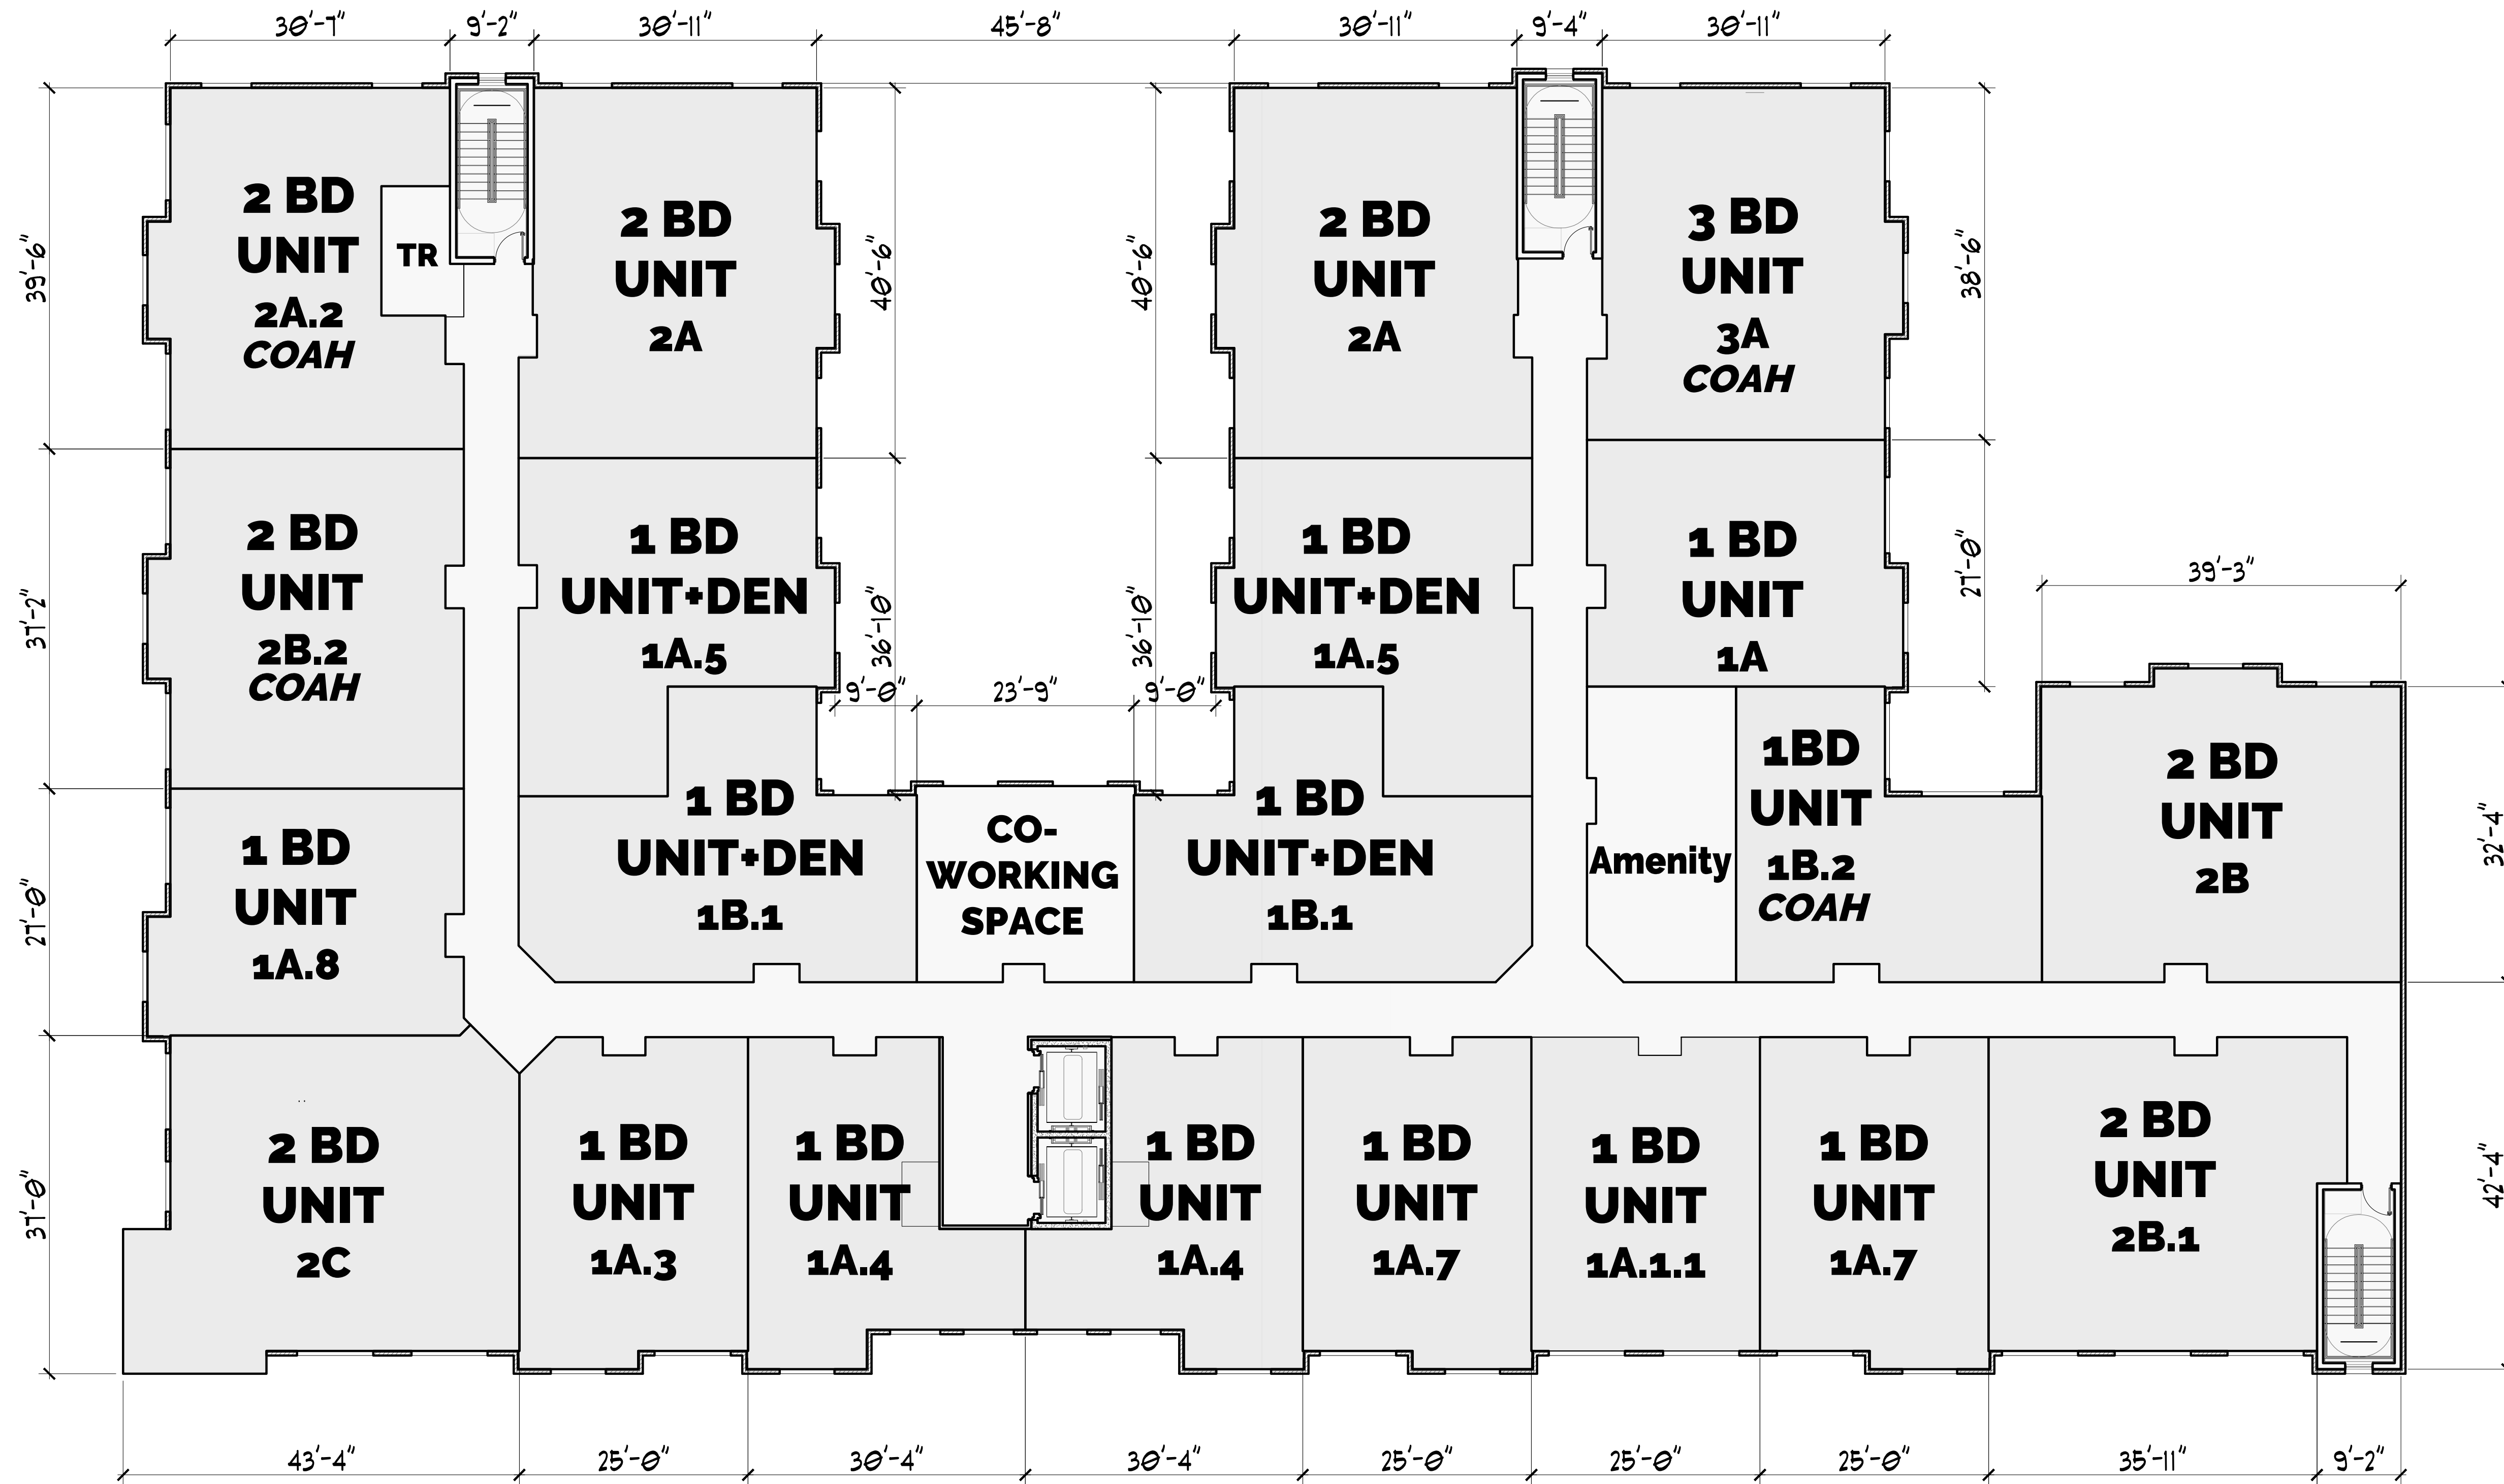 30'-7"
9'-2"
30'-11"
45'-8"
30'-11"
9'-4"
30'-11"
39'-6"
2 BD
UNIT
2A.2
COAH
TR
2 BD
UNIT
2A
40'-6"
40'-6"
2 BD
UNIT
2A
3 BD
UNIT
3A
COAH
38'-6"
37'-2"
2 BD
UNIT
2B.2
COAH
1 BD
UNIT+DEN
1A.5
36'-10"
36'-10"
1 BD
UNIT+DEN
1A.5
1 BD
UNIT
1A
27'-0"
39'-3"
9'-0"
23'-9"
9'-0"
27'-0"
1 BD
UNIT
1A.8
1 BD
UNIT+DEN
1B.1
CO-
WORKING
SPACE
1 BD
UNIT+DEN
1B.1
Amenity
1BD
UNIT
1B.2
COAH
2 BD
UNIT
2B
32'-4"
37'-0"
2 BD
UNIT
2C
1 BD
UNIT
1A.3
1 BD
UNIT
1A.4
1 BD
UNIT
1A.4
1 BD
UNIT
1A.7
1 BD
UNIT
1A.1.1
1 BD
UNIT
1A.7
2 BD
UNIT
2B.1
42'-4"
43'-4"
25'-0"
30'-4"
30'-4"
25'-0"
25'-0"
25'-0"
35'-11"
9'-2"